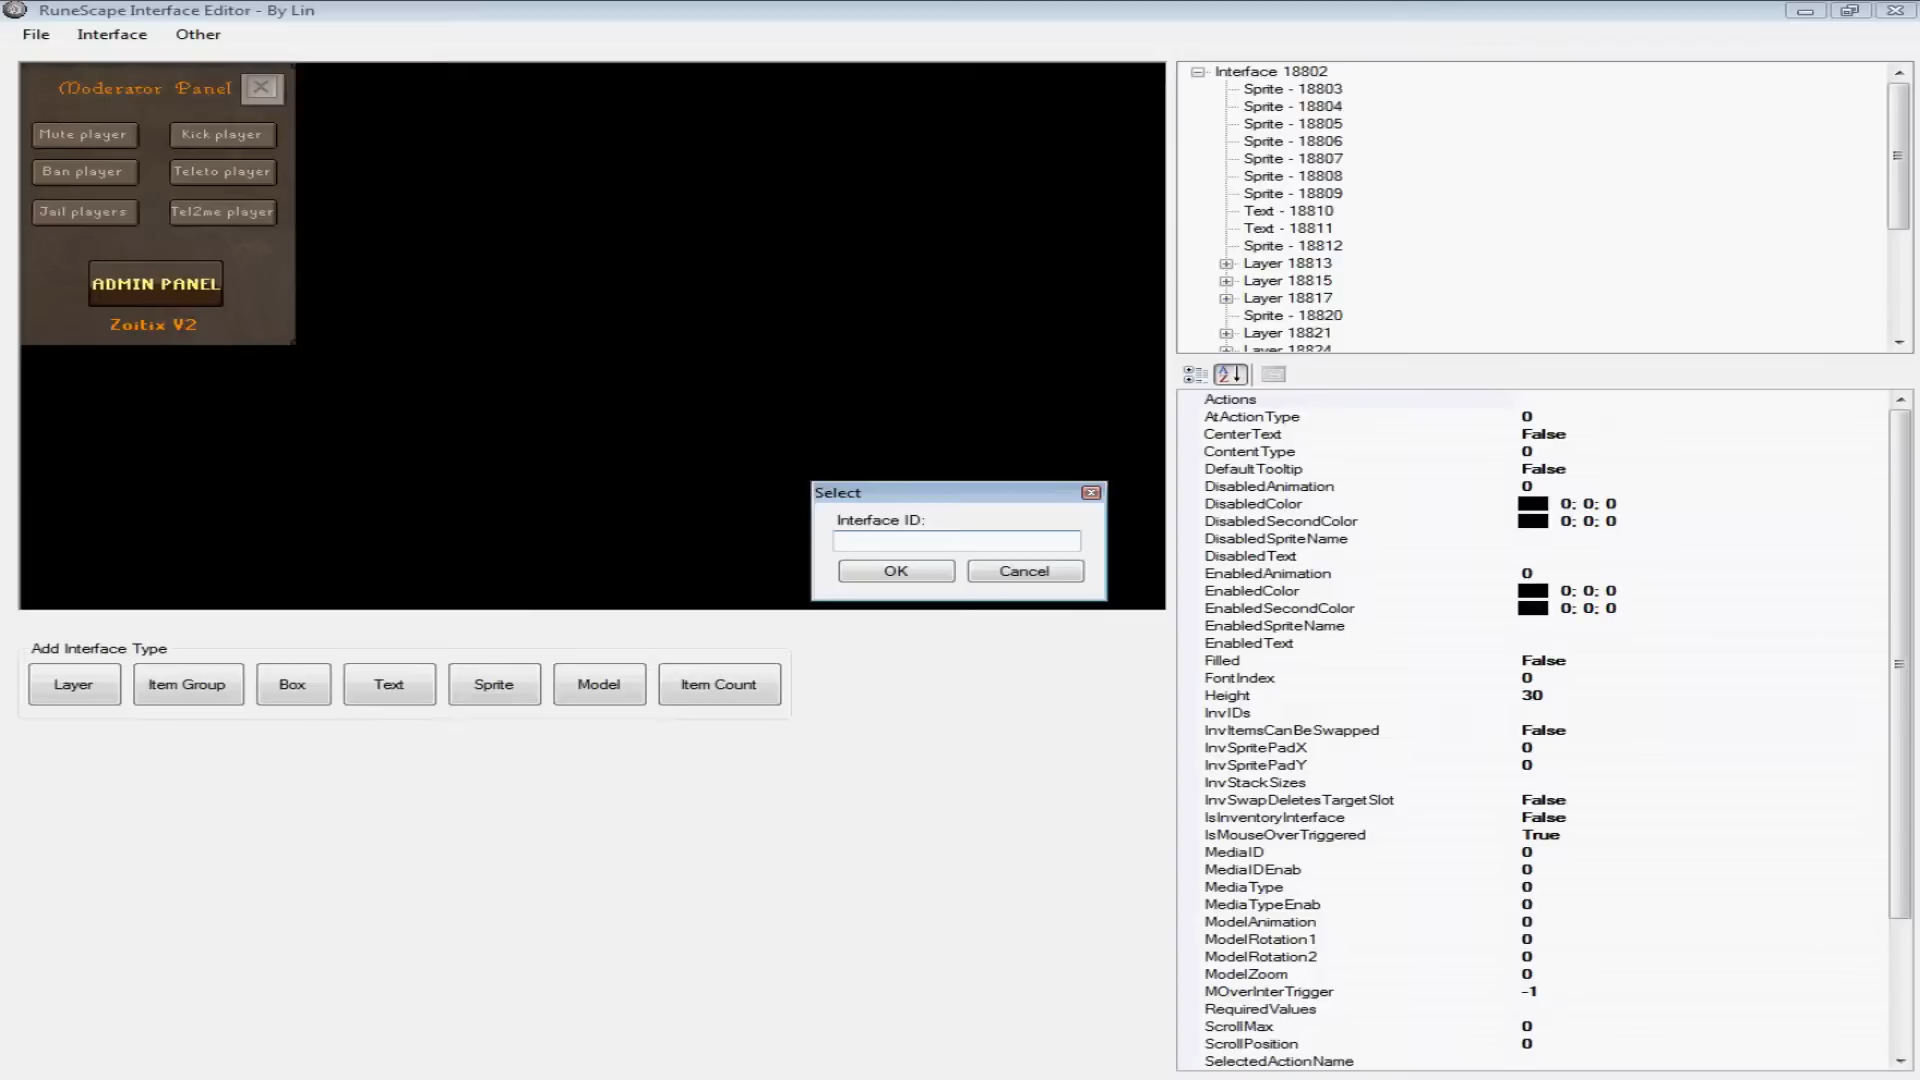 RuneScape Interface Editor - By Lin
File Interface Other
Moderator Panel
Mute player Kick player
Ban player Teleto player
Jail players Tel2me player
ADMIN PANEL
Zoitix V2
Select
Interface ID:
OK Cancel
Add Interface Type
Layer Item Group Box Text Sprite Model Item Count
Interface 18802
Sprite - 18803
Sprite - 18804
Sprite - 18805
Sprite - 18806
Sprite - 18807
Sprite - 18808
Sprite - 18809
Text - 18810
Text - 18811
Sprite - 18812
Layer 18813
Layer 18815
Layer 18817
Sprite - 18820
Layer 18821
Layer 18824
Actions
AtActionType 0
CenterText False
ContentType 0
DefaultTooltip False
DisabledAnimation 0
DisabledColor 0; 0; 0
DisabledSecondColor 0; 0; 0
DisabledSpriteName
DisabledText
EnabledAnimation 0
EnabledColor 0; 0; 0
EnabledSecondColor 0; 0; 0
EnabledSpriteName
EnabledText
Filled False
FontIndex 0
Height 30
InvIDs
InvItemsCanBeSwapped False
InvSpritePadX 0
InvSpritePadY 0
InvStackSizes
InvSwapDeletesTargetSlot False
IsInventoryInterface False
IsMouseOverTriggered True
MediaID 0
MediaIDEnab 0
MediaType 0
MediaTypeEnab 0
ModelAnimation 0
ModelRotation1 0
ModelRotation2 0
ModelZoom 0
MOverInterTrigger -1
RequiredValues
ScrollMax 0
ScrollPosition 0
SelectedActionName